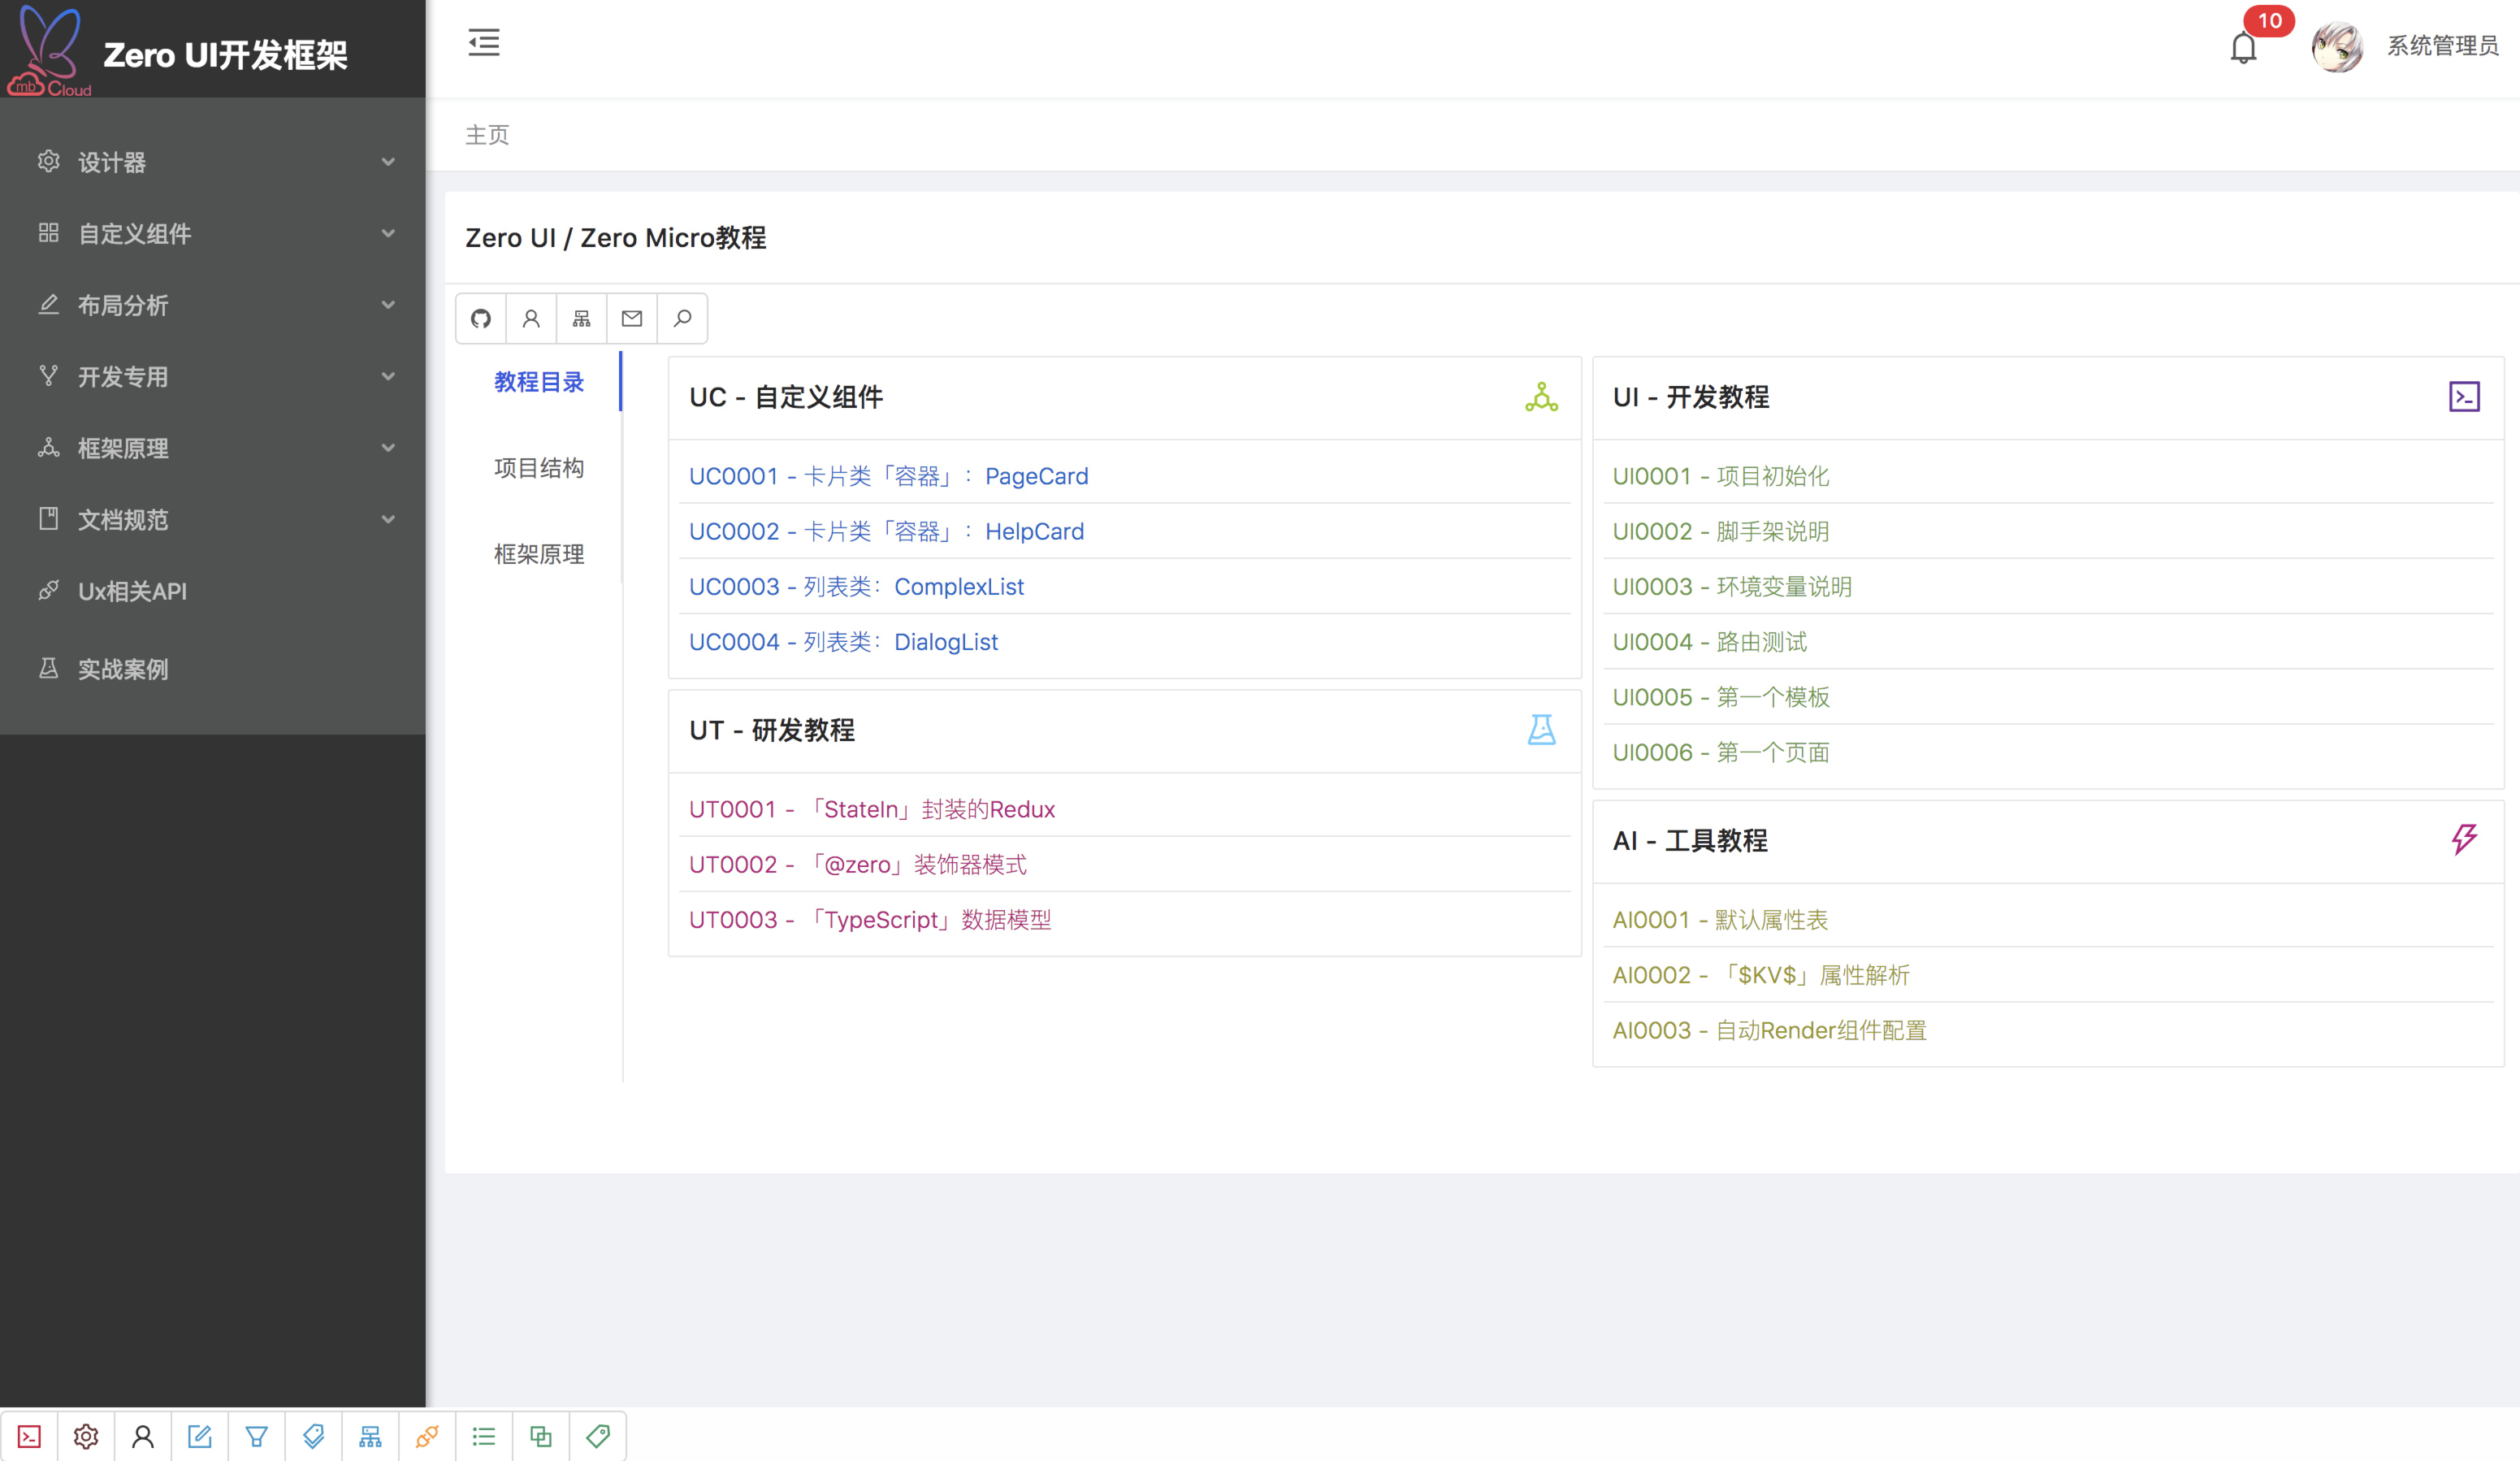 mb Cloud
Zero UI开发框架
10
系统管理员
设计器
自定义组件
布局分析
开发专用
框架原理
文档规范
Ux相关API
实战案例
主页
Zero UI / Zero Micro教程
教程目录
项目结构
框架原理
UC - 自定义组件
UC0001 - 卡片类「容器」：PageCard
UC0002 - 卡片类「容器」：HelpCard
UC0003 - 列表类：ComplexList
UC0004 - 列表类：DialogList
UT - 研发教程
UT0001 - 「StateIn」封装的Redux
UT0002 - 「@zero」装饰器模式
UT0003 - 「TypeScript」数据模型
UI - 开发教程
UI0001 - 项目初始化
UI0002 - 脚手架说明
UI0003 - 环境变量说明
UI0004 - 路由测试
UI0005 - 第一个模板
UI0006 - 第一个页面
AI - 工具教程
AI0001 - 默认属性表
AI0002 - 「$KV$」属性解析
AI0003 - 自动Render组件配置